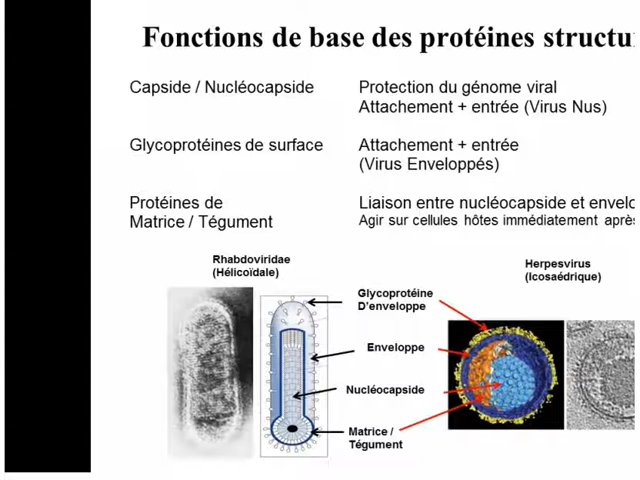 Fonctions de base des protéines structu
Capside / Nucléocapside
Protection du génome viral
Attachement + entrée (Virus Nus)
Glycoprotéines de surface
Attachement + entrée
(Virus Enveloppés)
Protéines de
Matrice / Tégument
Liaison entre nucléocapside et envelo
Agir sur cellules hôtes immédiatement après
Rhabdoviridae
(Hélicoïdale)
Herpesvirus
(Icosaédrique)
Glycoprotéine
D'enveloppe
Enveloppe
Nucléocapside
Matrice /
Tégument